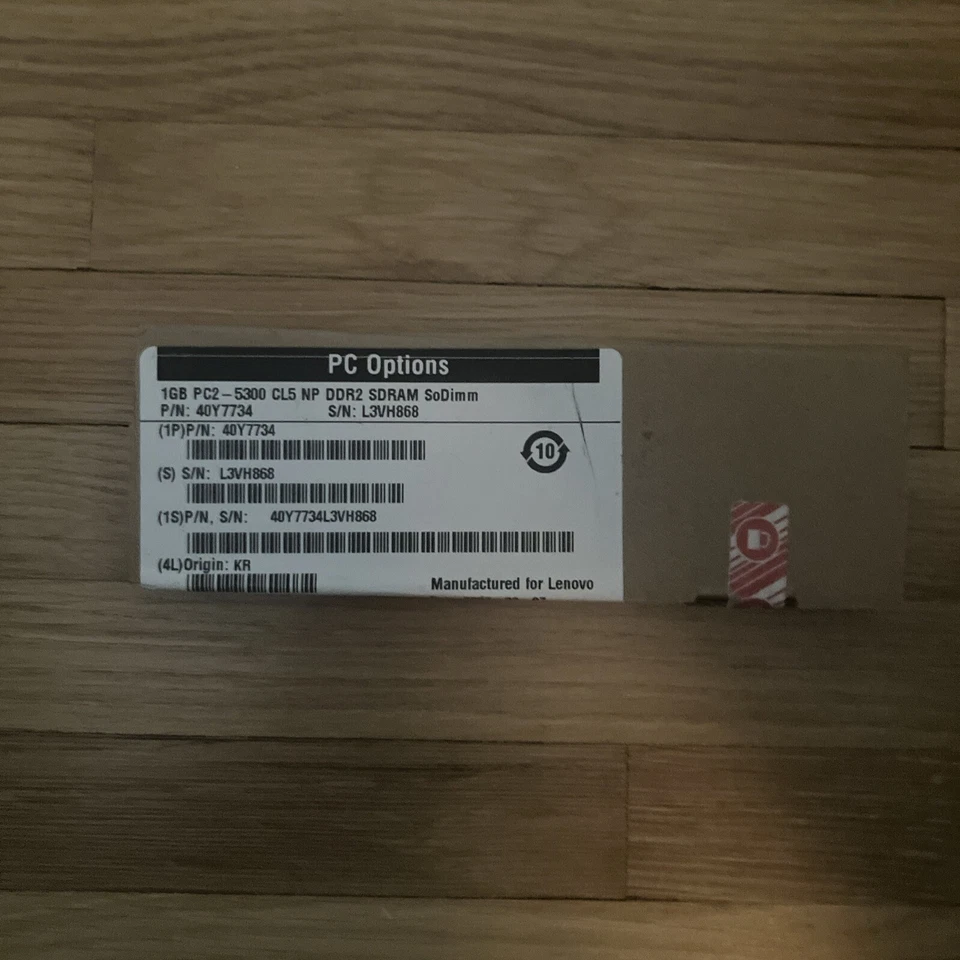 PC Options
1GB PC2-5300 CL5 NP DDR2 SDRAM SoDimm
P/N: 40Y7734 S/N: L3VH868
(1P)P/N: 40Y7734
10
(S) S/N: L3VH868
(1S)P/N, S/N: 40Y7734L3VH868
(4L)Origin: KR
Manufactured for Lenovo